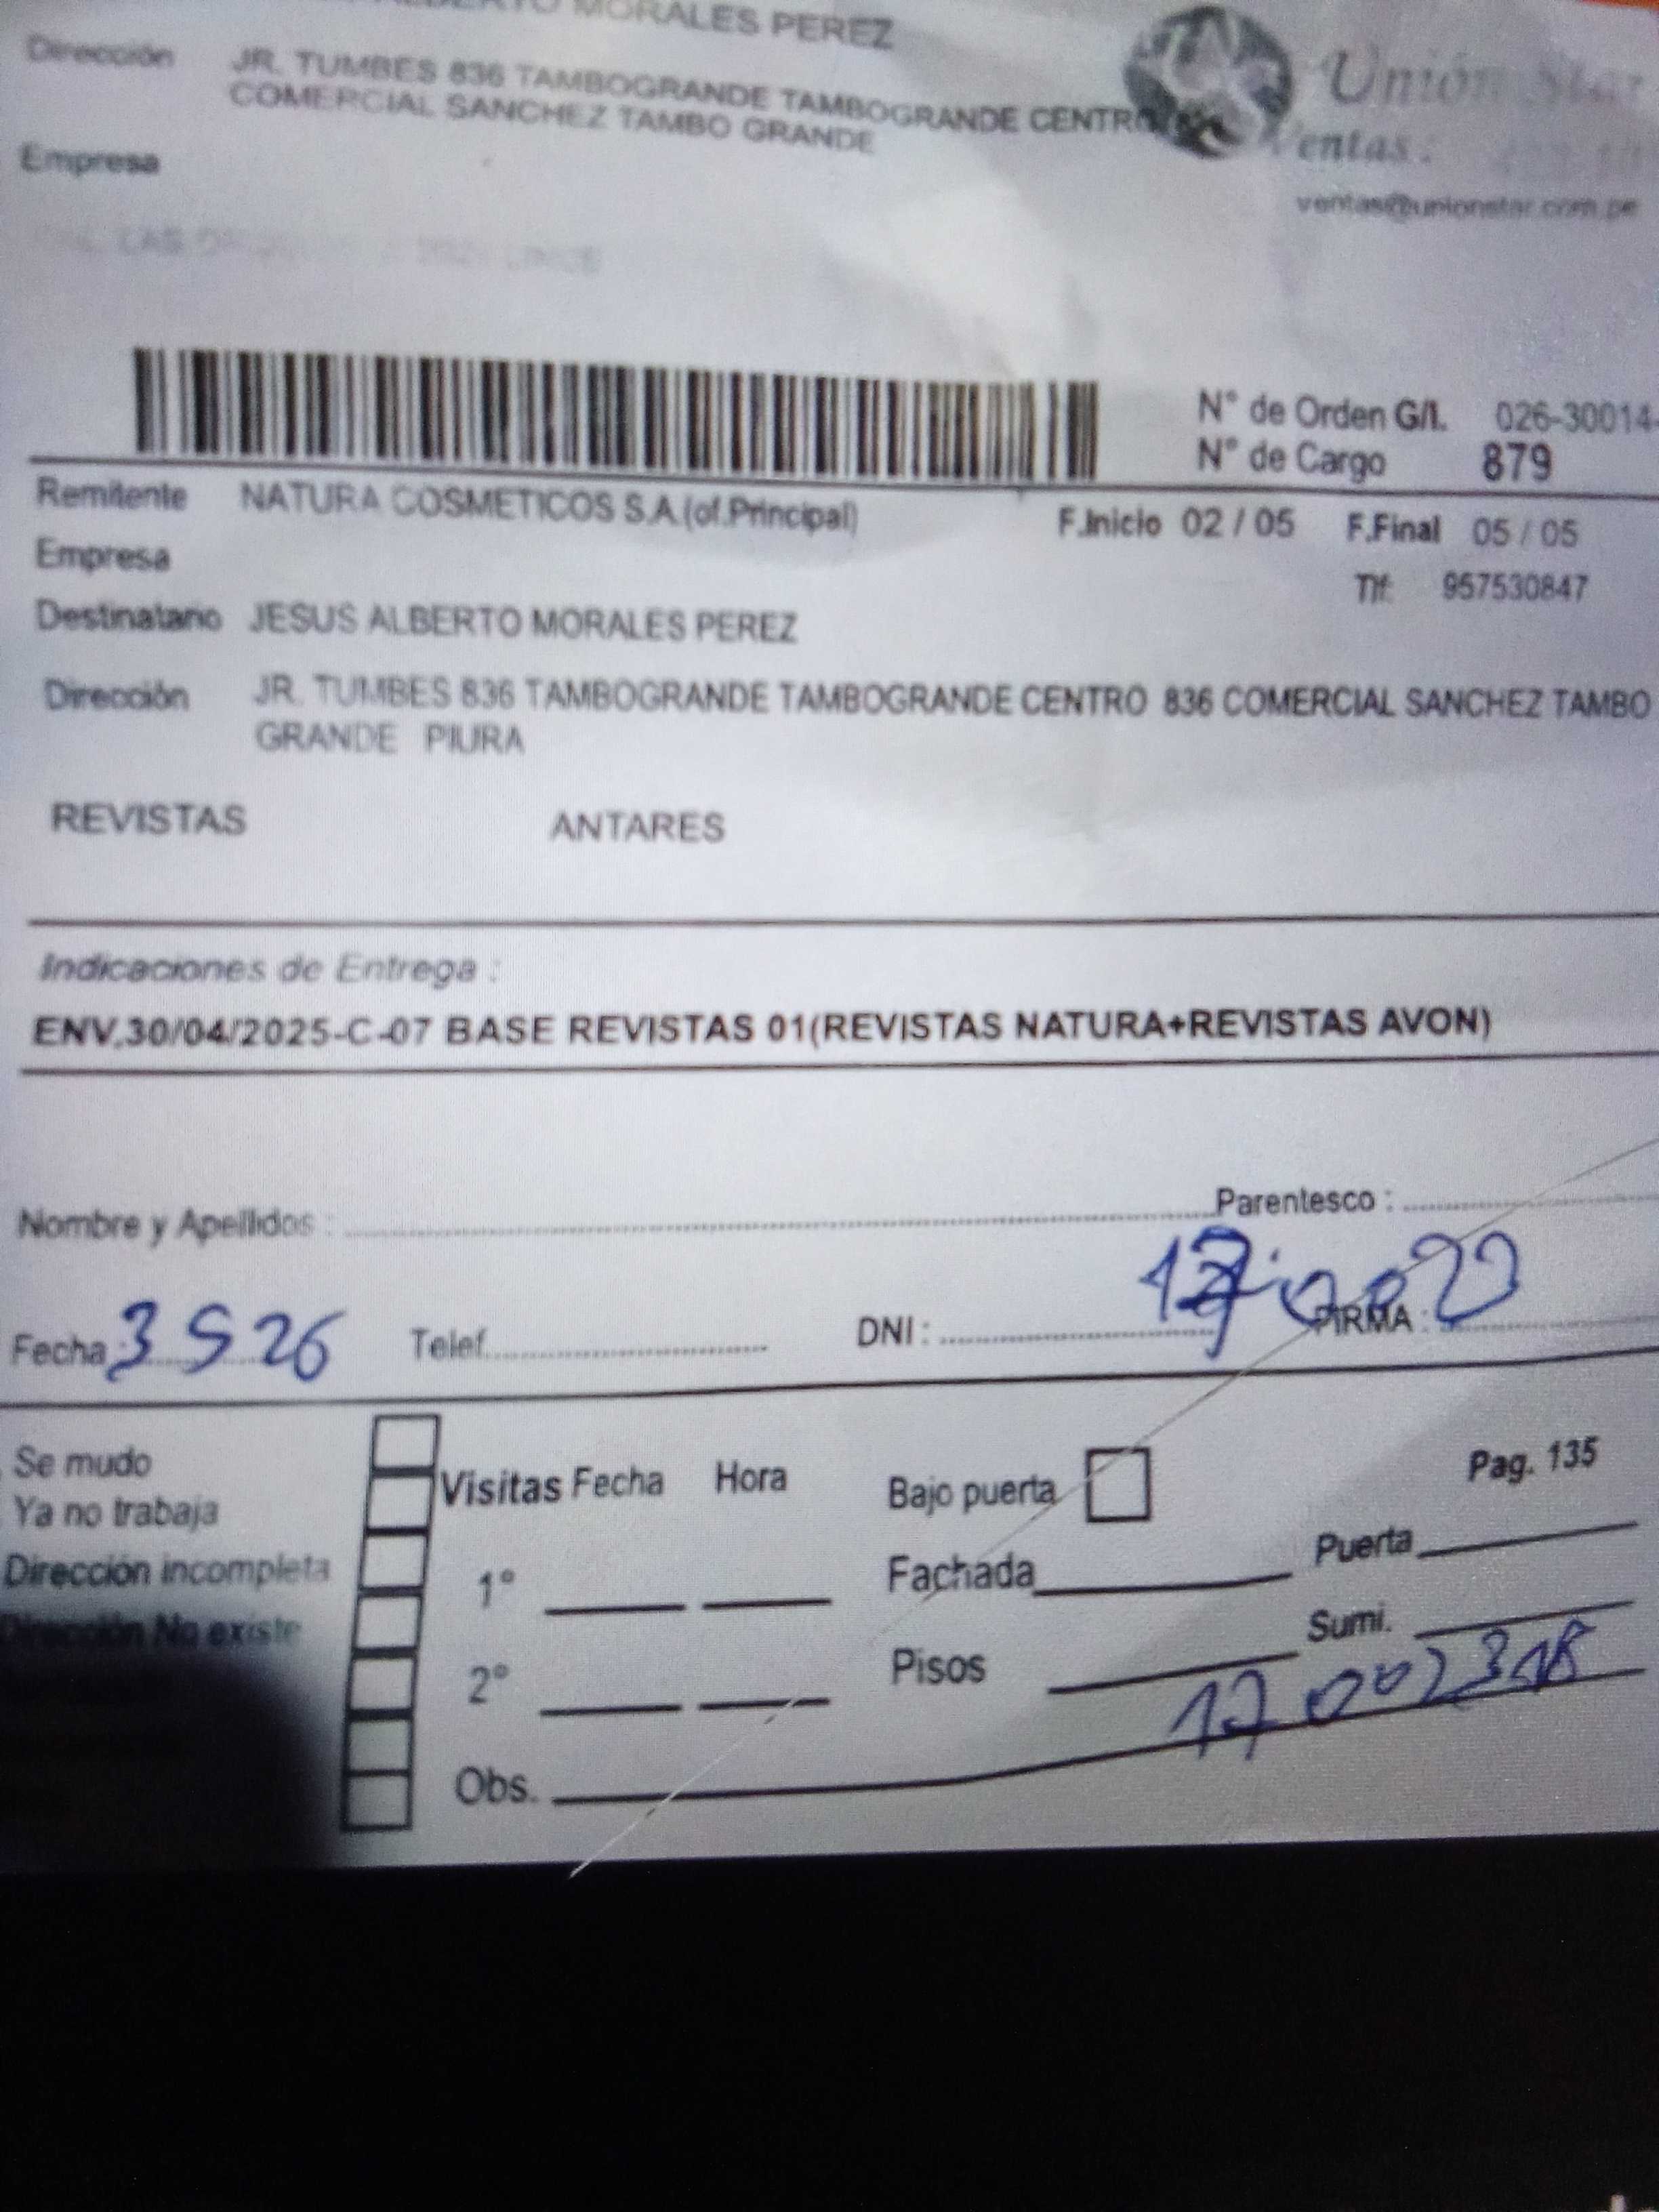 ALBERTO MORALES PEREZ
Dirección JR. TUMBES 836 TAMBOGRANDE TAMBOGRANDE CENTRO
COMERCIAL SANCHEZ TAMBO GRANDE
Unión Star
Ventas:
ventas@unionstar.com.pe
Empresa
N° de Orden G/I. 026-30014-
N° de Cargo 879
Remitente NATURA COSMETICOS S.A.(of.Principal) F.Inicio 02 / 05 F.Final 05 / 05
Empresa
Tlf: 957530847
Destinatario JESUS ALBERTO MORALES PEREZ
Dirección JR. TUMBES 836 TAMBOGRANDE TAMBOGRANDE CENTRO 836 COMERCIAL SANCHEZ TAMBO
GRANDE PIURA
REVISTAS ANTARES
Indicaciones de Entrega :
ENV.30/04/2025-C-07 BASE REVISTAS 01(REVISTAS NATURA+REVISTAS AVON)
Nombre y Apellidos : Parentesco :
Fecha : 3 5 26 Telef. DNI : FIRMA :
Se mudo
Ya no trabaja
Dirección incompleta
Dirección No existe
Visitas Fecha Hora
1°
2°
Obs.
Bajo puerta
Fachada
Pisos
Pag. 135
Puerta
Sumi.